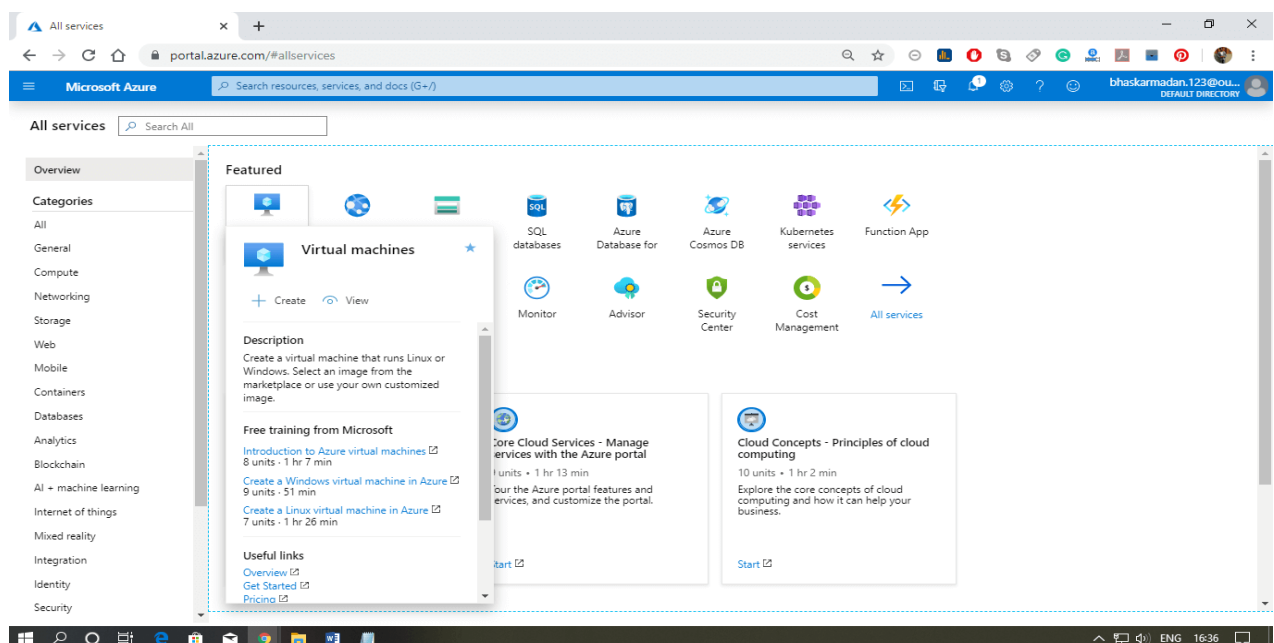 All services
portal.azure.com/#allservices
Microsoft Azure
Search resources, services, and docs (G+/)
1
bhaskarmadan.123@ou...
DEFAULT DIRECTORY
All services
Search All
Overview
Categories
All
General
Compute
Networking
Storage
Web
Mobile
Containers
Databases
Analytics
Blockchain
AI + machine learning
Internet of things
Mixed reality
Integration
Identity
Security
Featured
SQL
SQL
databases
Azure
Database for
Azure
Cosmos DB
Kubernetes
services
Function App
Monitor
Advisor
Security
Center
Cost
Management
All services
Virtual machines
Create
View
Description
Create a virtual machine that runs Linux or
Windows. Select an image from the
marketplace or use your own customized
image.
Free training from Microsoft
Introduction to Azure virtual machines
8 units · 1 hr 7 min
Create a Windows virtual machine in Azure
9 units · 51 min
Create a Linux virtual machine in Azure
7 units · 1 hr 26 min
Useful links
Overview
Get Started
Pricing
Core Cloud Services - Manage
services with the Azure portal
units • 1 hr 13 min
Tour the Azure portal features and
services, and customize the portal.
Start
Cloud Concepts - Principles of cloud
computing
10 units • 1 hr 2 min
Explore the core concepts of cloud
computing and how it can help your
business.
Start
ENG 16:36